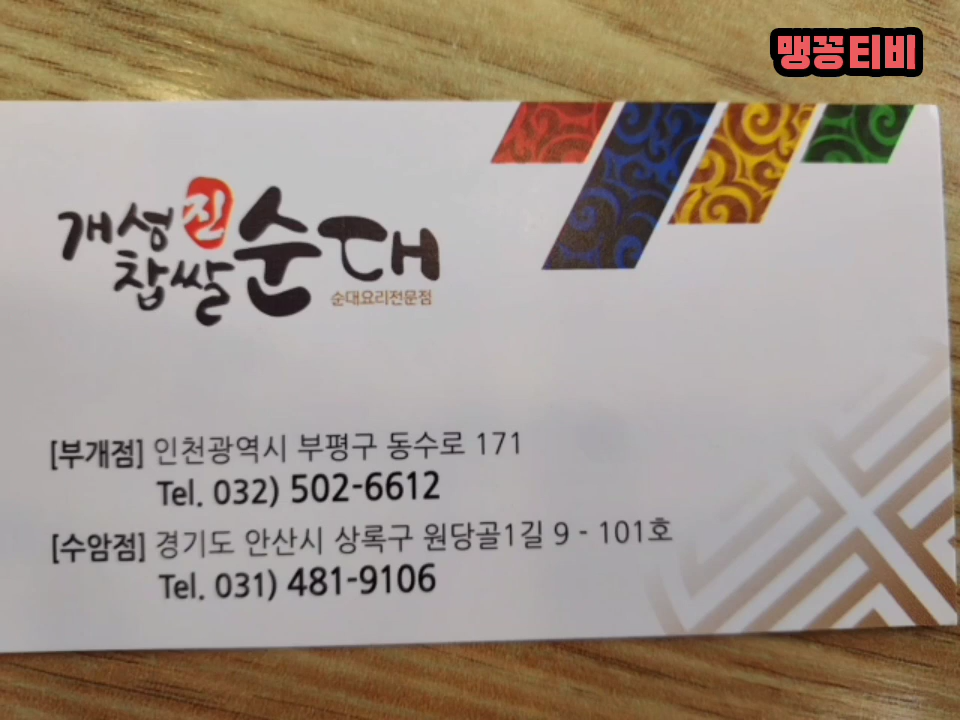 맹꽁티비
개성진
찹쌀순대
순대요리전문점
[부개점] 인천광역시 부평구 동수로 171
Tel. 032) 502-6612
[수암점] 경기도 안산시 상록구 원당골1길 9 - 101호
Tel. 031) 481-9106